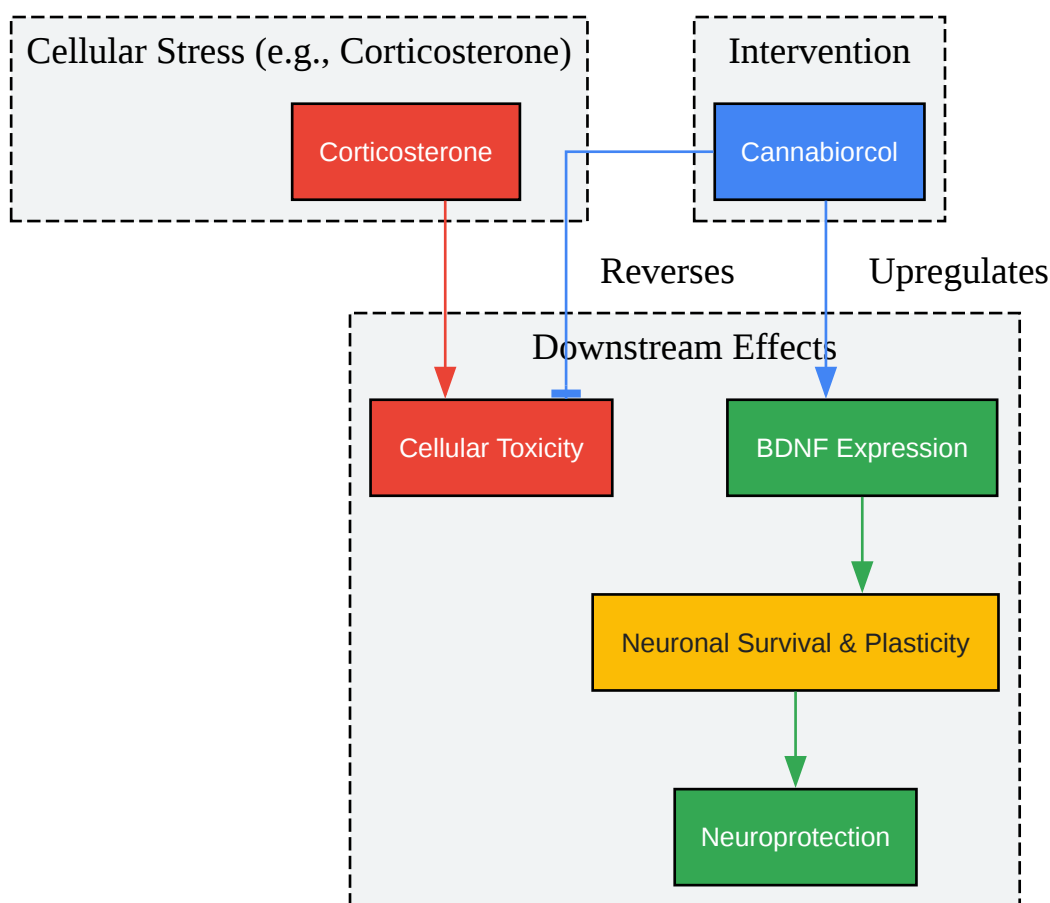 Cellular Stress (e.g., Corticosterone)
Intervention
Corticosterone
Cannabiorcol
Reverses
Upregulates
Downstream Effects
Cellular Toxicity
BDNF Expression
Neuronal Survival & Plasticity
Neuroprotection